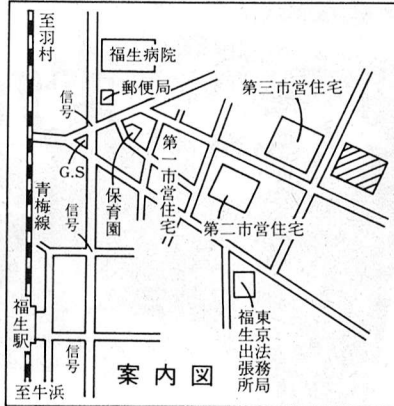 至羽村
福生病院
郵便局
信号
第三市営住宅
G.S
保育園
第一市営住宅
青梅線
信号
第二市営住宅
福生駅
信号
東京法務局
福生出張所
案内図
至牛浜